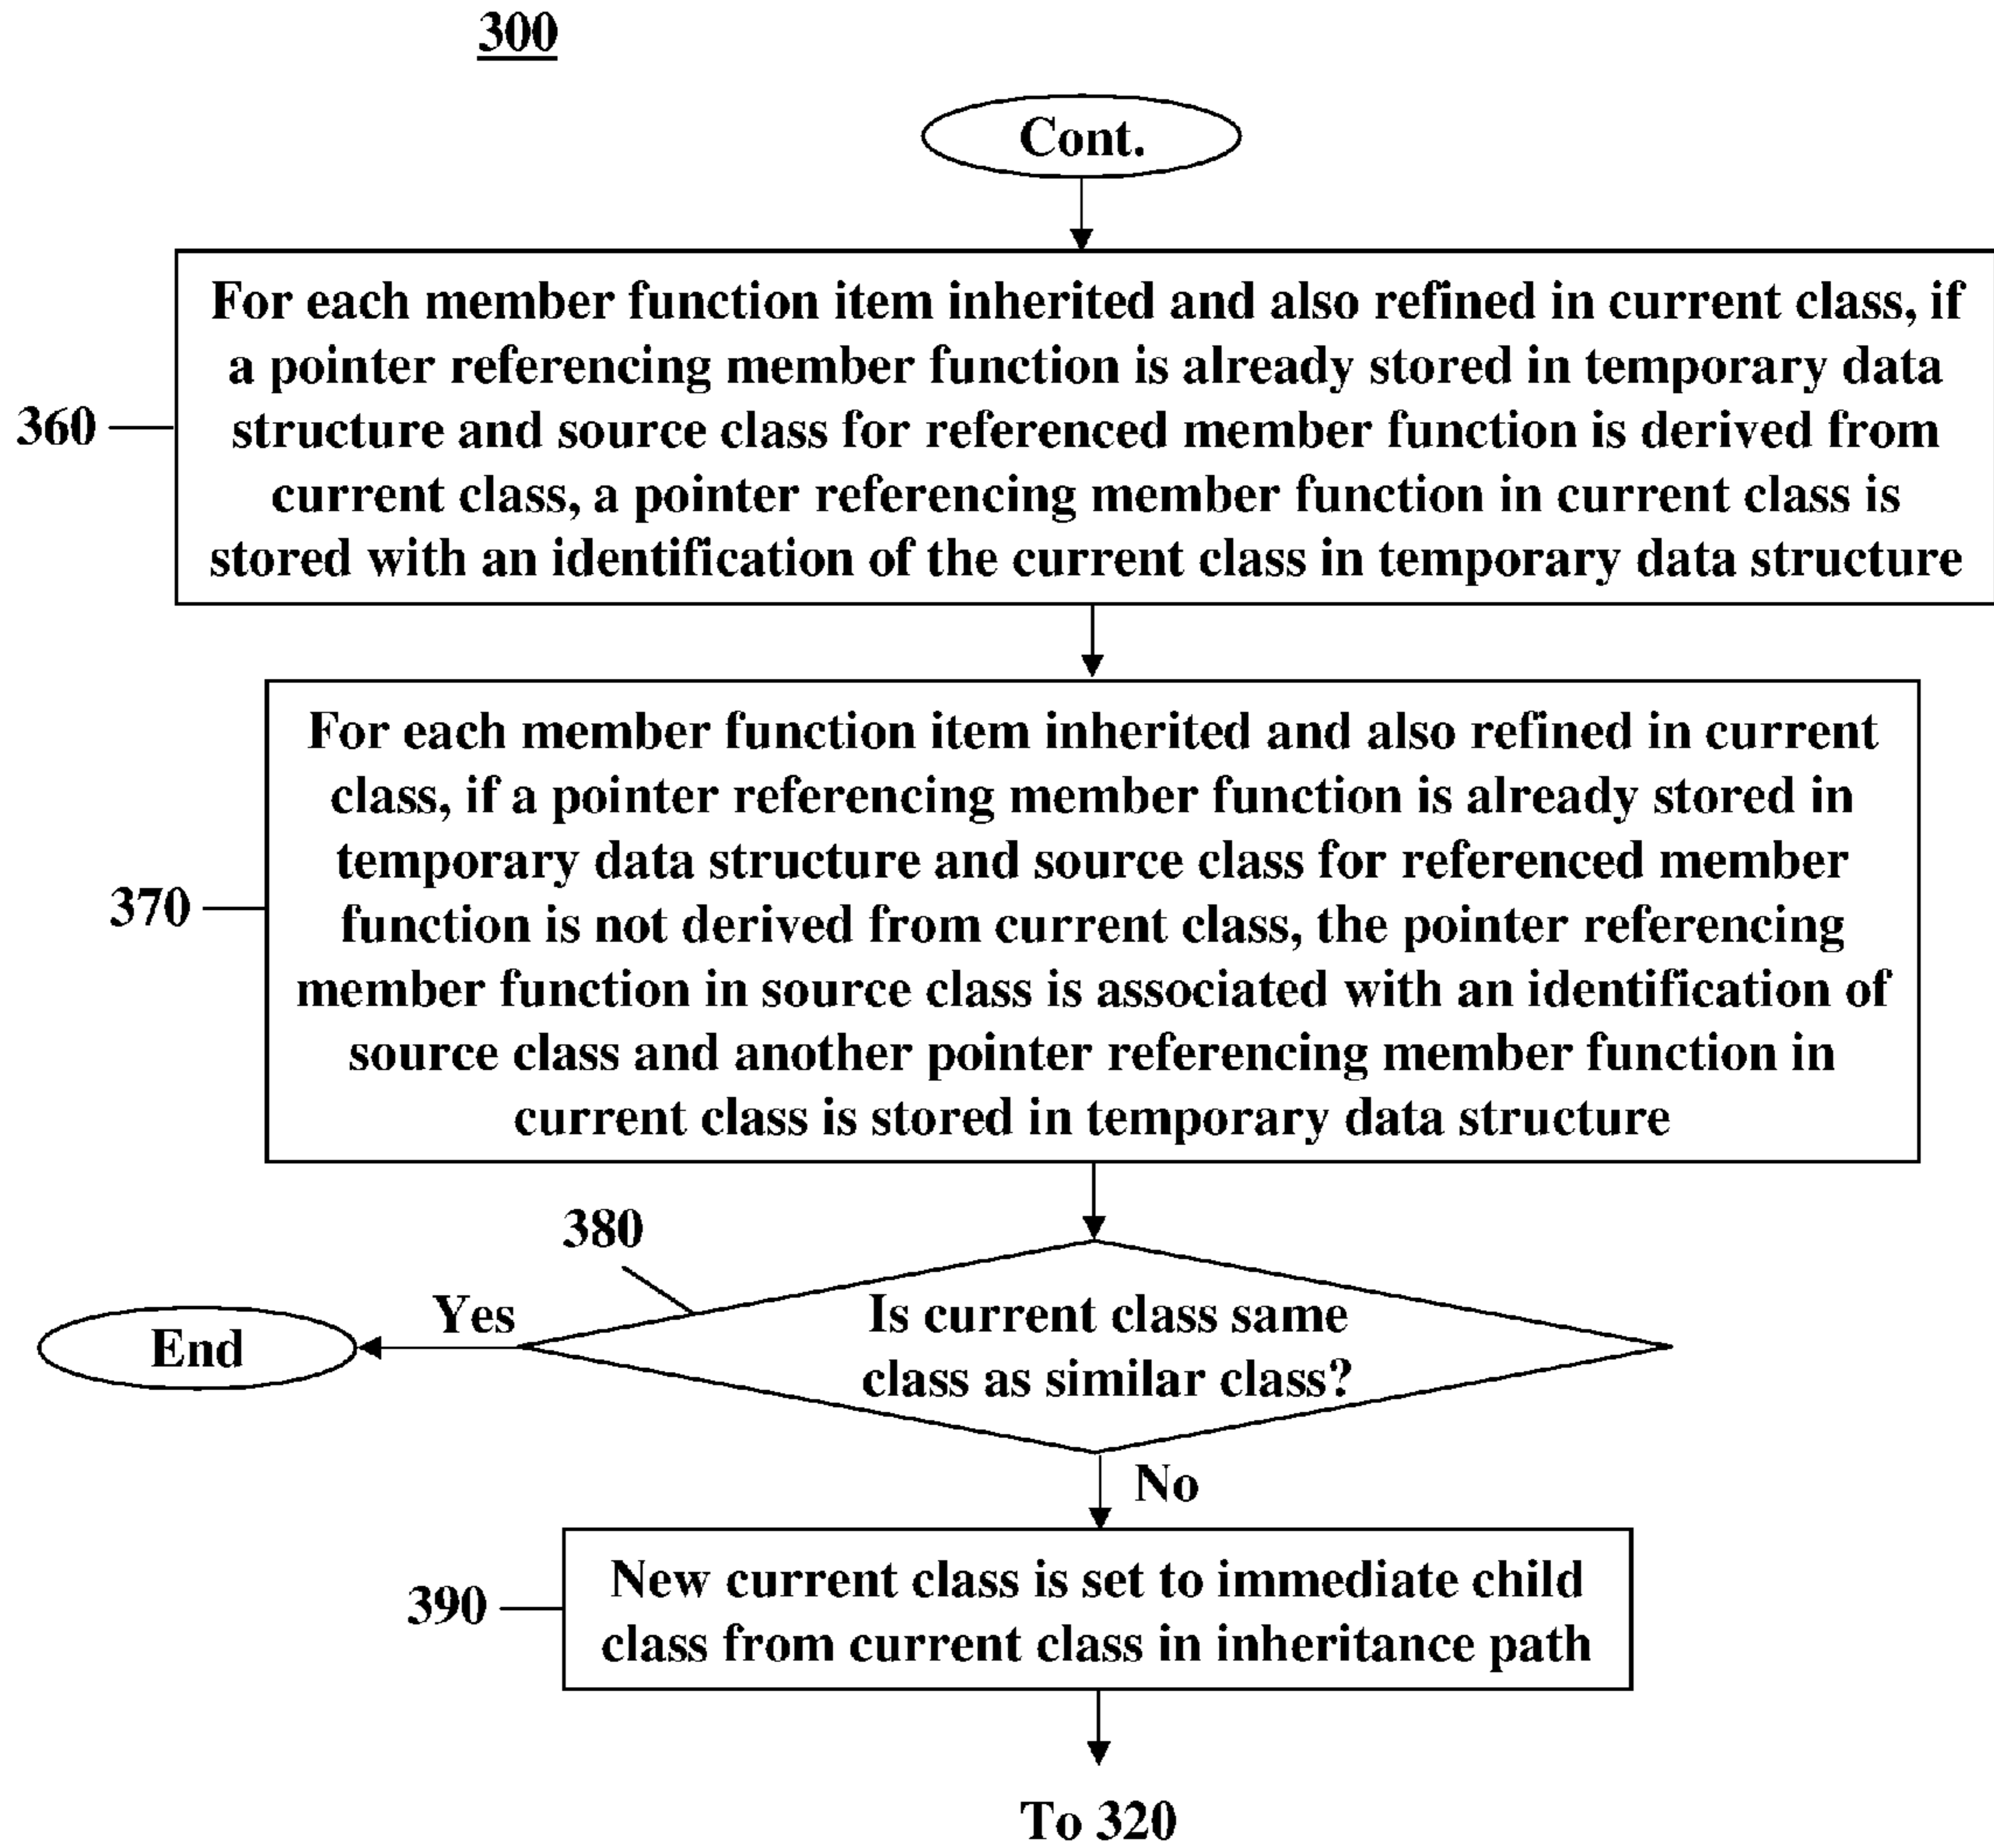 300
Cont.
For each member function item inherited and also refined in current class, if
a pointer referencing member function is already stored in temporary data
structure and source class for referenced member function is derived from
current class, a pointer referencing member function in current class is
stored with an identification of the current class in temporary data structure
360
For each member function item inherited and also refined in current
class, if a pointer referencing member function is already stored in
temporary data structure and source class for referenced member
function is not derived from current class, the pointer referencing
member function in source class is associated with an identification of
source class and another pointer referencing member function in
current class is stored in temporary data structure
370
380
Is current class same
class as similar class?
Yes
End
No
New current class is set to immediate child
class from current class in inheritance path
390
To 320